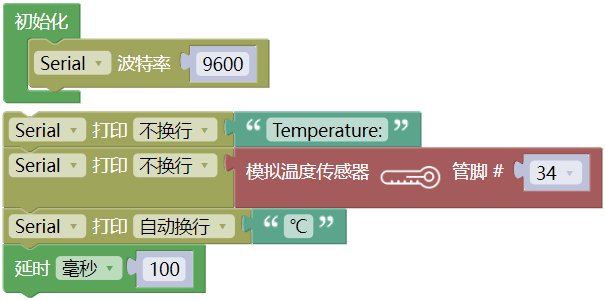 初始化
Serial 波特率 9600
Serial 打印 不换行 “ Temperature: ”
Serial 打印 不换行 模拟温度传感器 管脚 # 34
Serial 打印 自动换行 “ ℃ ”
延时 毫秒 100